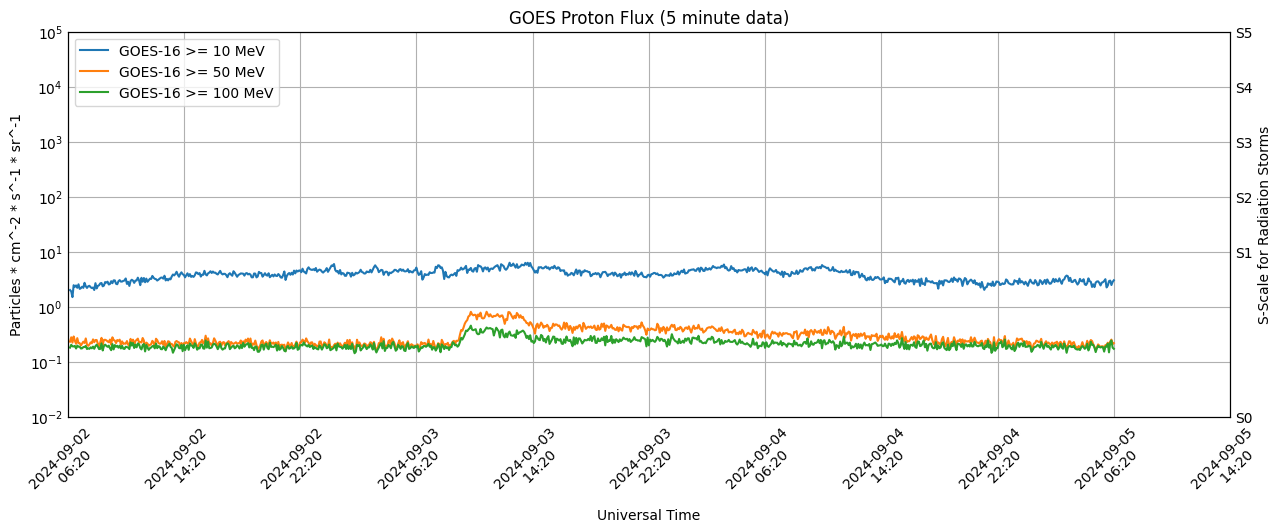 GOES Proton Flux (5 minute data)
GOES-16 >= 10 MeV
GOES-16 >= 50 MeV
GOES-16 >= 100 MeV
10^5
10^4
10^3
10^2
10^1
10^0
10^-1
10^-2
Particles * cm^-2 * s^-1 * sr^-1
S5
S4
S3
S2
S1
S0
S-Scale for Radiation Storms
2024-09-02
06:20
2024-09-02
14:20
2024-09-02
22:20
2024-09-03
06:20
2024-09-03
14:20
2024-09-03
22:20
2024-09-04
06:20
2024-09-04
14:20
2024-09-04
22:20
2024-09-05
06:20
2024-09-05
14:20
Universal Time